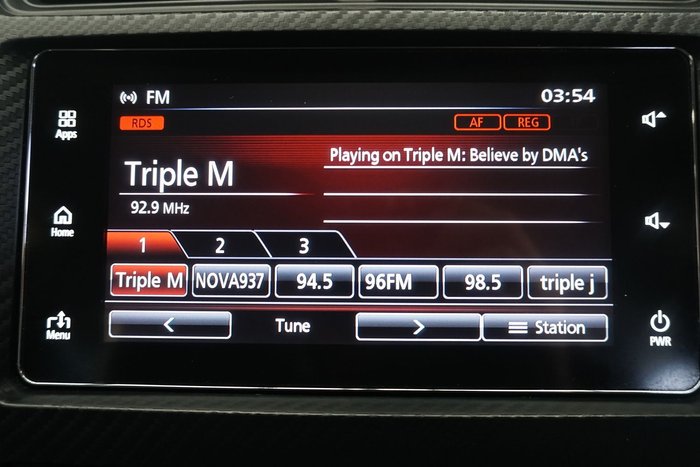 FM
03:54
RDS
AF
REG
Playing on Triple M: Believe by DMA's
Triple M
92.9 MHz
1
2
3
Triple M
NOVA937
94.5
96FM
98.5
triple j
<
Tune
>
Station
Apps
Home
Menu
PWR